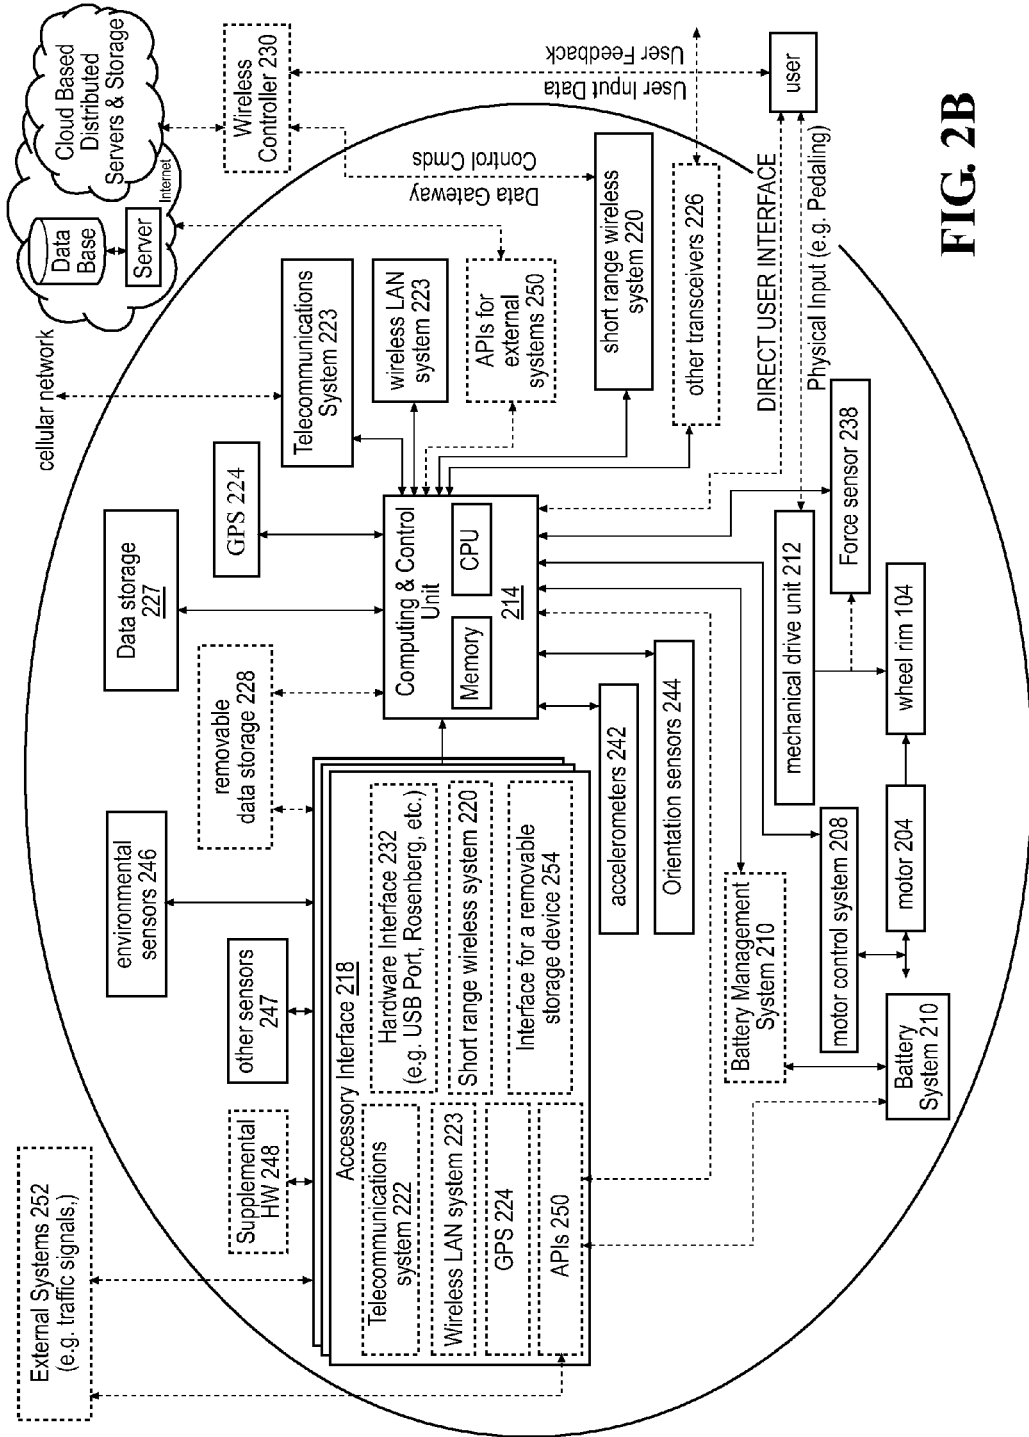 External Systems 252
(e.g. traffic signals,)
cellular network
Data
Base
Server
Internet
Cloud Based
Distributed
Servers & Storage
Wireless
Controller 230
Supplemental
HW 248
other sensors
247
environmental
sensors 246
removable
data storage 228
Data storage
227
GPS 224
Telecommunications
System 223
wireless LAN
system 223
APIs for
external
systems 250
Data Gateway
Control Cmds
short range wireless
system 220
other transceivers 226
User Input Data
User Feedback
user
DIRECT USER INTERFACE
Physical Input (e.g. Pedaling)
Accessory Interface 218
Telecommunications
system 222
Wireless LAN system 223
GPS 224
APIs 250
Hardware Interface 232
(e.g. USB Port, Rosenberg, etc.)
Short range wireless system 220
Interface for a removable
storage device 254
Computing & Control
Unit
214
Memory
CPU
accelerometers 242
Orientation sensors 244
Battery Management
System 210
motor control system 208
mechanical drive unit 212
Force sensor 238
Battery
System 210
motor 204
wheel rim 104
FIG. 2B